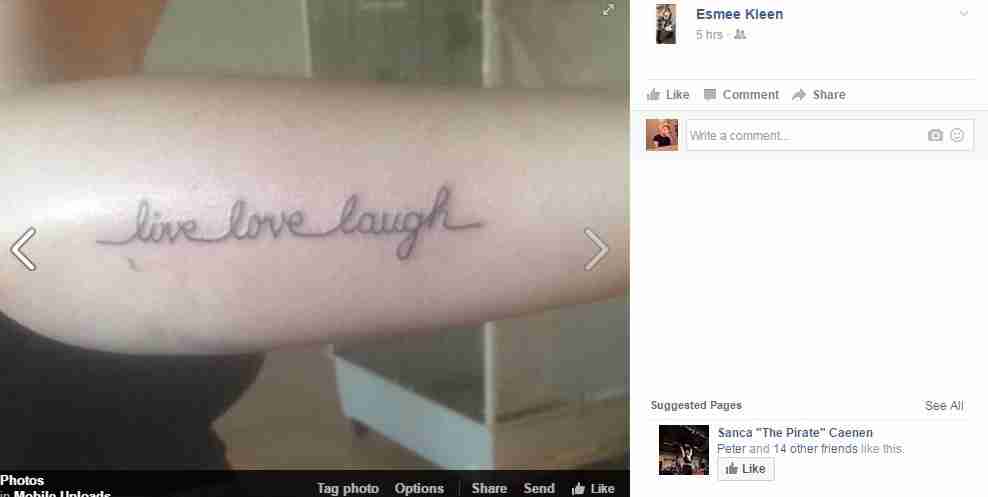 live love laugh
Photos
in Mobile Uploads
Tag photo Options Share Send Like
Esmee Kleen
5 hrs ·
Like Comment Share
Write a comment...
Suggested Pages See All
Sanca "The Pirate" Caenen
Peter and 14 other friends like this.
Like